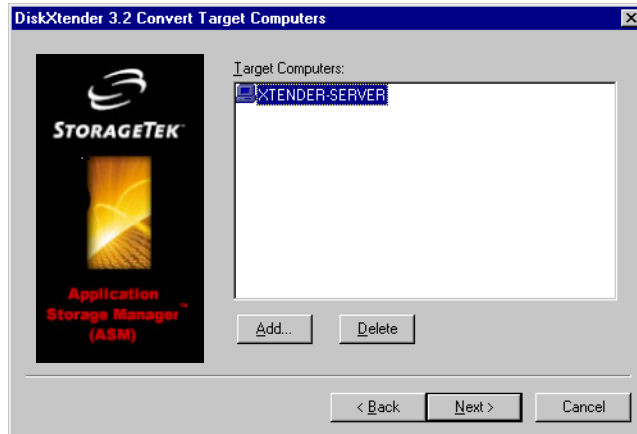 DiskXtender 3.2 Convert Target Computers
Target Computers:
XTENDER-SERVER
STORAGETEK
Application
Storage Manager™
(ASM)
Add...
Delete
< Back
Next >
Cancel